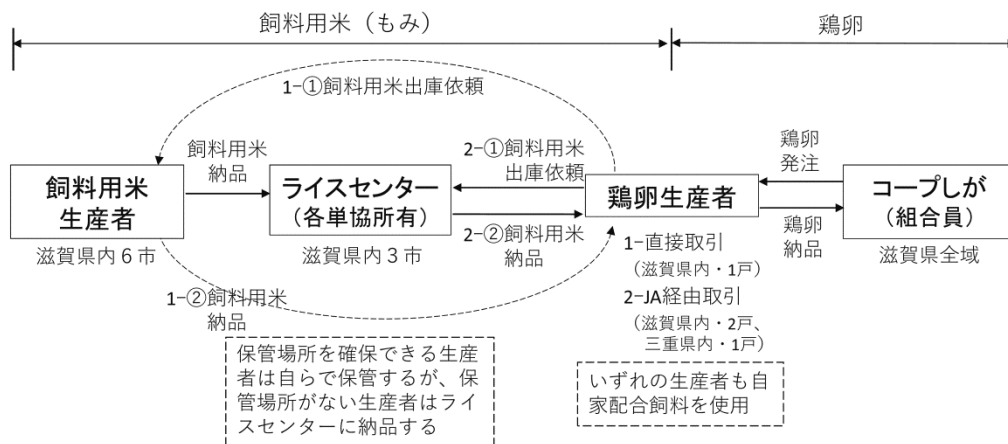 飼料用米（もみ）
鶏卵
1-①飼料用米出庫依頼
飼料用米
納品
2-①飼料用米
出庫依頼
鶏卵
発注
飼料用米
生産者
ライスセンター
（各単協所有）
鶏卵生産者
コープしが
（組合員）
滋賀県内６市
滋賀県内３市
2-②飼料用米
納品
鶏卵
納品
滋賀県全域
1-直接取引
（滋賀県内・1戸）
2-JA経由取引
（滋賀県内・2戸、
三重県内・1戸）
1-②飼料用米
納品
保管場所を確保できる生産
者は自らで保管するが、保
管場所がない生産者はライ
スセンターに納品する
いずれの生産者も自
家配合飼料を使用